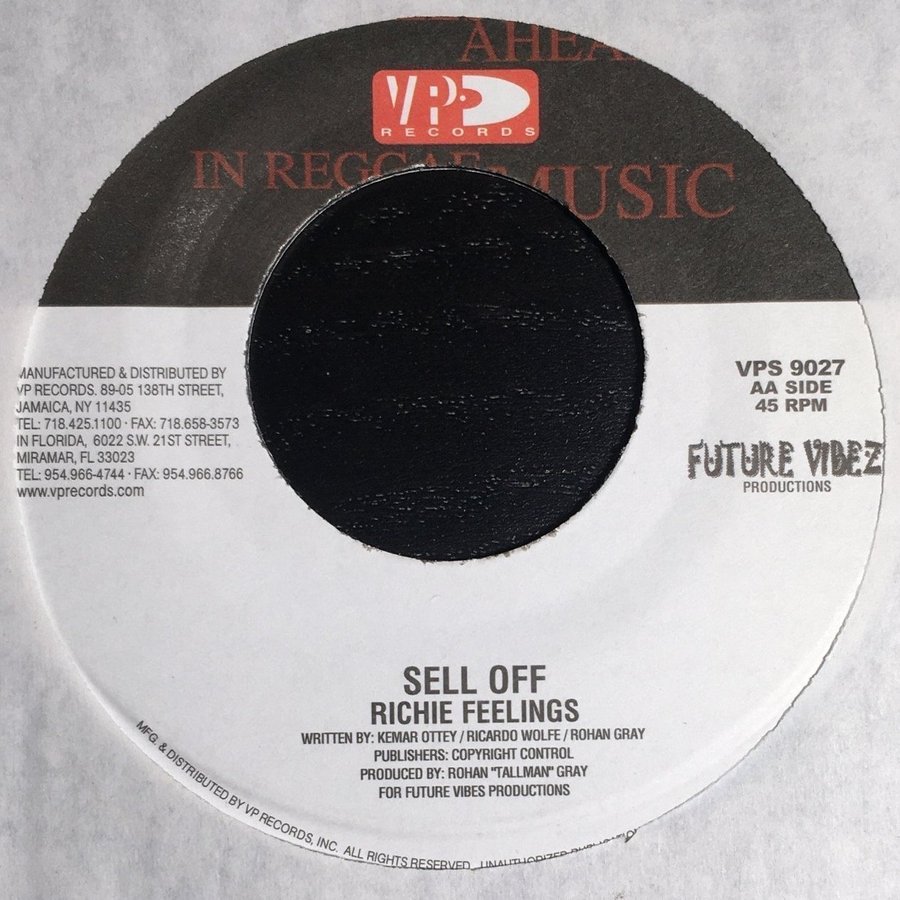 AHEA
VP
RECORDS
IN REGGAE MUSIC
MANUFACTURED & DISTRIBUTED BY
VP RECORDS. 89-05 138TH STREET,
JAMAICA, NY 11435
TEL: 718.425.1100 · FAX: 718.658-3573
IN FLORIDA, 6022 S.W. 21ST STREET,
MIRAMAR, FL 33023
TEL: 954.966-4744 · FAX: 954.966.8766
www.vprecords.com
VPS 9027
AA SIDE
45 RPM
FUTURE VIBEZ
PRODUCTIONS
SELL OFF
RICHIE FEELINGS
WRITTEN BY: KEMAR OTTEY / RICARDO WOLFE / ROHAN GRAY
PUBLISHERS: COPYRIGHT CONTROL
PRODUCED BY: ROHAN "TALLMAN" GRAY
FOR FUTURE VIBES PRODUCTIONS
MFG. & DISTRIBUTED BY VP RECORDS, INC. ALL RIGHTS RESERVED. UNAUTHORIZED